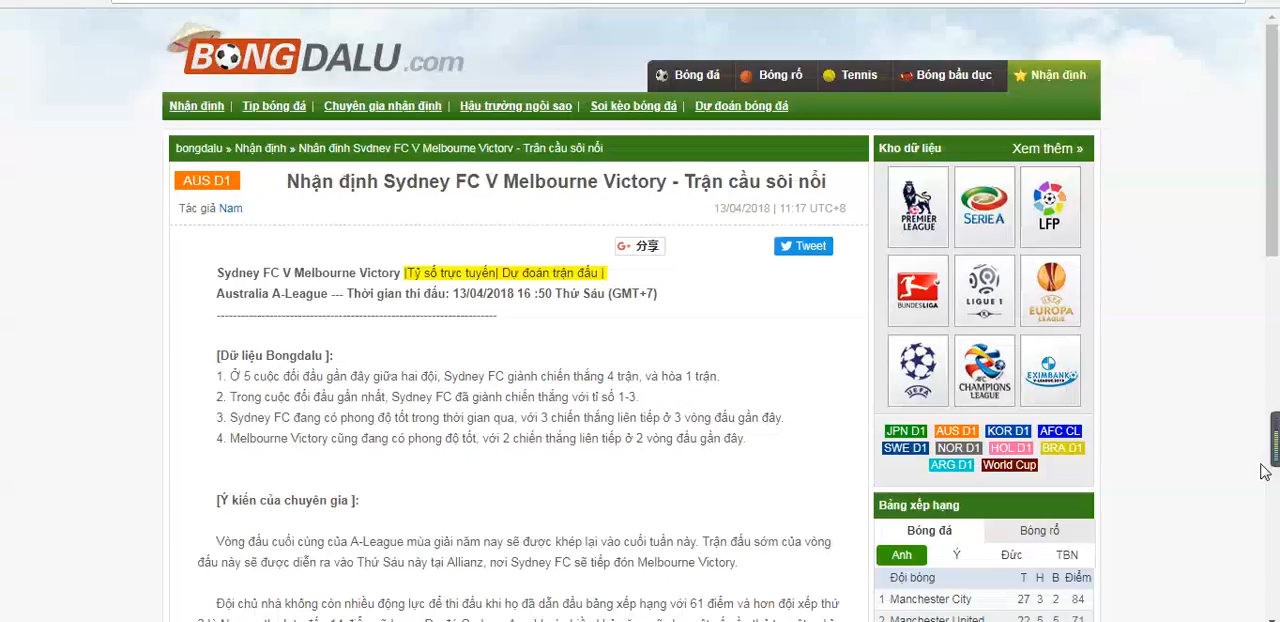 BONGDALU.com
Bóng đá Bóng rổ Tennis Bóng bầu dục Nhận định
Nhận định | Tip bóng đá | Chuyên gia nhận định | Hậu trường ngôi sao | Soi kèo bóng đá | Dự đoán bóng đá
bongdalu » Nhận định » Nhận định Sydney FC V Melbourne Victory - Trận cầu sôi nổi
AUS D1
Nhận định Sydney FC V Melbourne Victory - Trận cầu sôi nổi
Tác giả Nam
13/04/2018 | 11:17 UTC+8
G+ 分享
Tweet
Sydney FC V Melbourne Victory |Tỷ số trực tuyến| Dự đoán trận đấu |
Australia A-League --- Thời gian thi đấu: 13/04/2018 16 :50 Thứ Sáu (GMT+7)
----------------------------------------------------------------------
[Dữ liệu Bongdalu ]:
1. Ở 5 cuộc đối đầu gần đây giữa hai đội, Sydney FC giành chiến thắng 4 trận, và hòa 1 trận.
2. Trong cuộc đối đầu gần nhất, Sydney FC đã giành chiến thắng với tỉ số 1-3.
3. Sydney FC đang có phong độ tốt trong thời gian qua, với 3 chiến thắng liên tiếp ở 3 vòng đấu gần đây.
4. Melbourne Victory cũng đang có phong độ tốt, với 2 chiến thắng liên tiếp ở 2 vòng đấu gần đây.
[Ý kiến của chuyên gia ]:
Vòng đấu cuối cùng của A-League mùa giải năm nay sẽ được khép lại vào cuối tuần này. Trận đấu sớm của vòng
đấu này sẽ được diễn ra vào Thứ Sáu này tại Allianz, nơi Sydney FC sẽ tiếp đón Melbourne Victory.
Đội chủ nhà không còn nhiều động lực để thi đấu khi họ đã dẫn đầu bảng xếp hạng với 61 điểm và hơn đội xếp thứ
Kho dữ liệu Xem thêm »
PREMIER LEAGUE
SERIE A
LFP
BUNDESLIGA
LIGUE 1
EUROPA LEAGUE
UEFA
AFC CHAMPIONS LEAGUE
EXIMBANK
JPN D1 AUS D1 KOR D1 AFC CL
SWE D1 NOR D1 HOL D1 BRA D1
ARG D1 World Cup
Bảng xếp hạng
Bóng đá Bóng rổ
Anh Ý Đức TBN
Đội bóng T H B Điểm
1 Manchester City 27 3 2 84
2 Manchester United 22 5 5 71